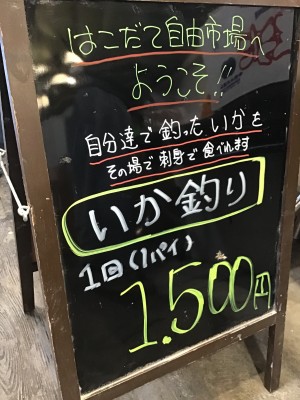 はこだて自由市場へ
ようこそ!!
自分達で釣ったいかを
その場で刺身で食べれます
いか釣り
1回(1パイ)
1.500円